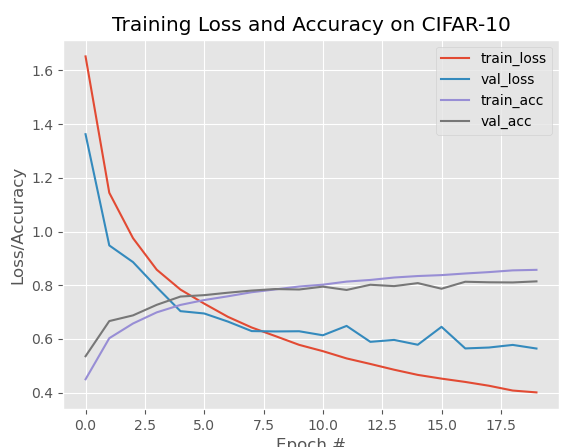 Training Loss and Accuracy on CIFAR-10
train_loss
val_loss
train_acc
val_acc
Loss/Accuracy
1.6
1.4
1.2
1.0
0.8
0.6
0.4
0.0 2.5 5.0 7.5 10.0 12.5 15.0 17.5
Epoch #